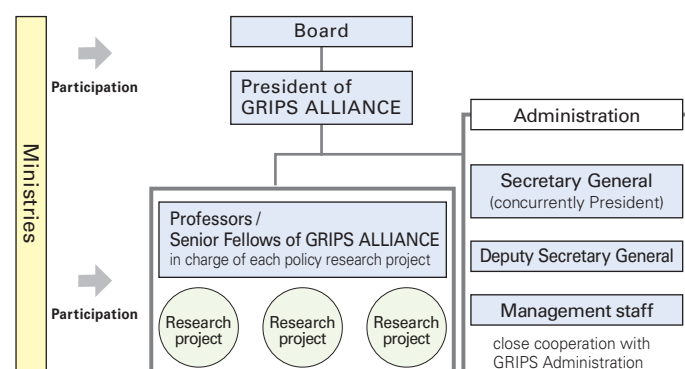 Ministries
Participation
Board
President of
GRIPS ALLIANCE
Administration
Secretary General
(concurrently President)
Deputy Secretary General
Management staff
close cooperation with
GRIPS Administration
Participation
Professors /
Senior Fellows of GRIPS ALLIANCE
in charge of each policy research project
Research
project
Research
project
Research
project